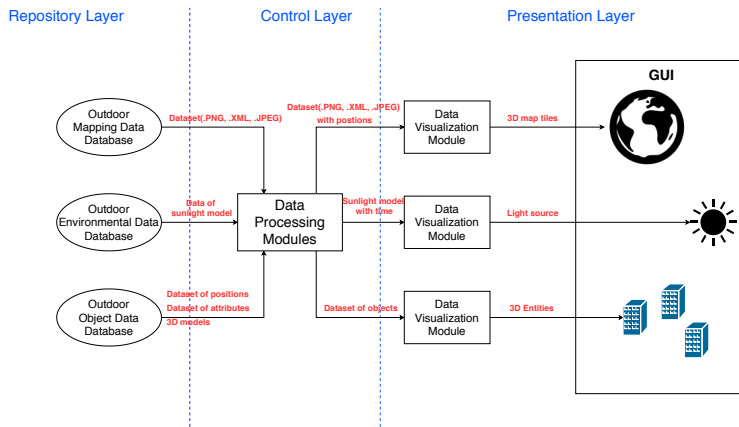 Repository Layer
Control Layer
Presentation Layer
GUI
Outdoor
Mapping Data
Database
Dataset(.PNG, .XML, .JPEG)
Dataset(.PNG, .XML, .JPEG)
with postions
Data
Visualization
Module
3D map tiles
Outdoor
Environmental Data
Database
Data of
sunlight model
Data
Processing
Modules
Sunlight model
with time
Data
Visualization
Module
Light source
Outdoor
Object Data
Database
Dataset of positions
Dataset of attributes
3D models
Dataset of objects
Data
Visualization
Module
3D Entities